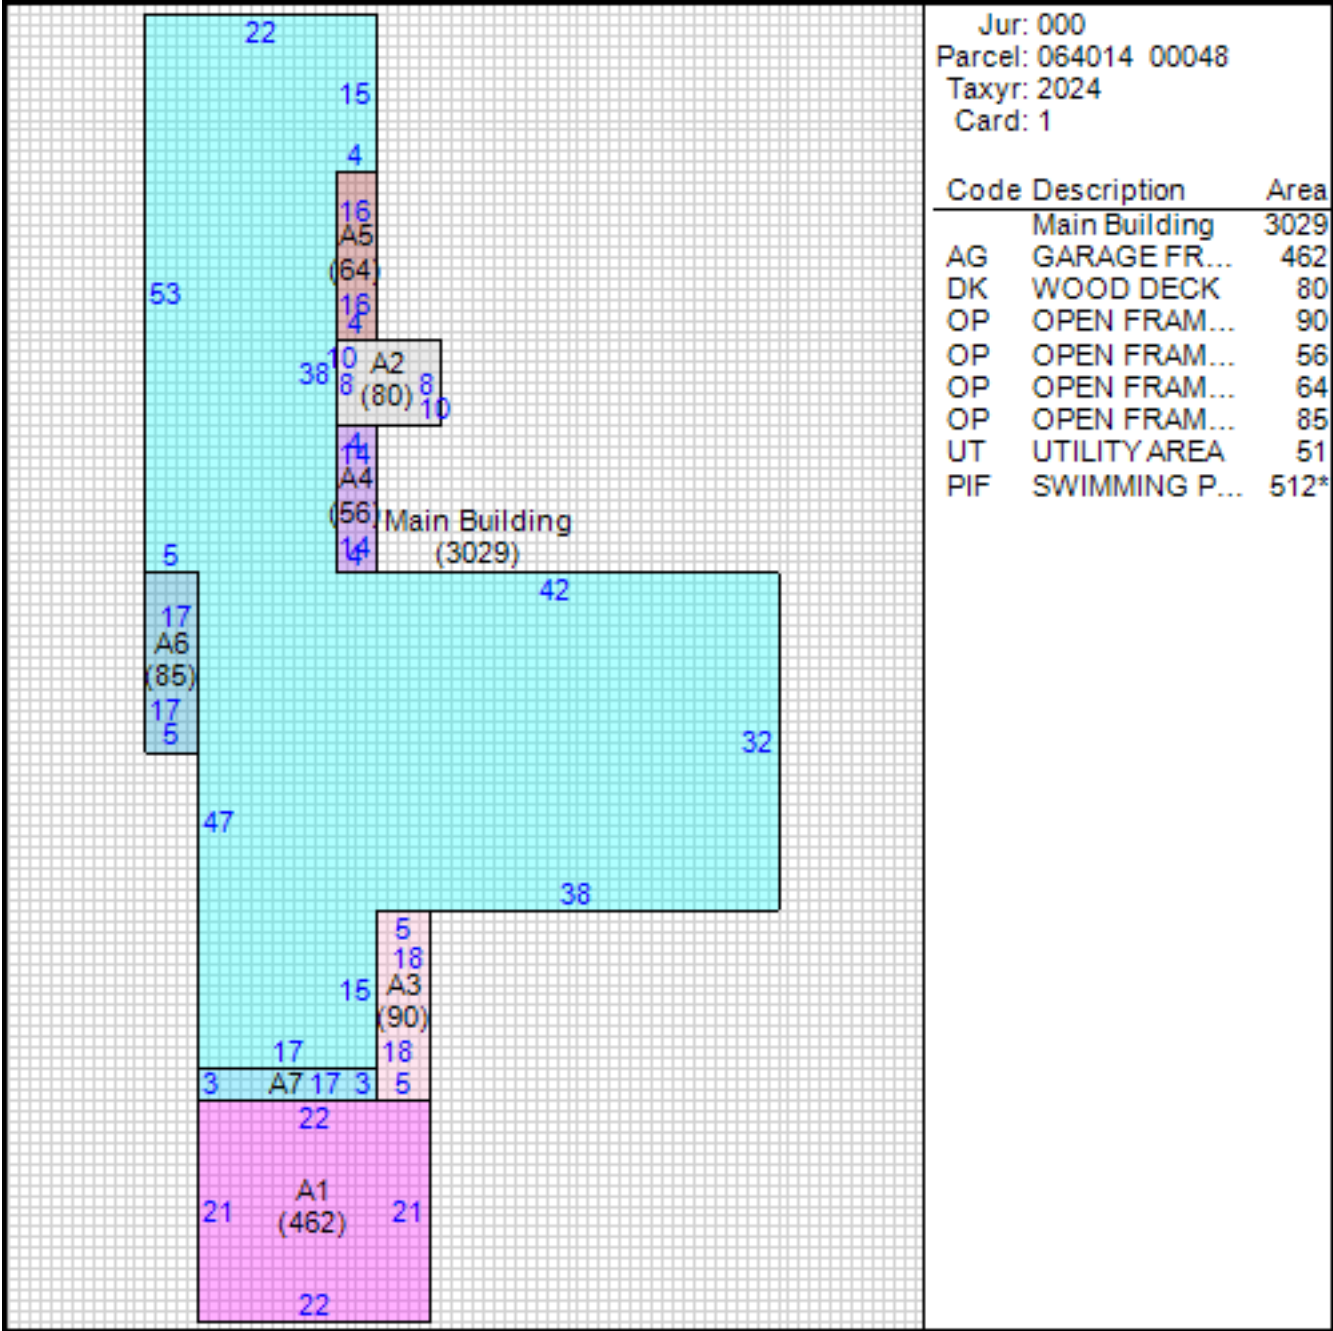 22
15
4
16
A5
(64)
16
4
53
10
A2
38
8
8
(80)
10
4
14
A4
(56)
Main Building
14
(3029)
4
5
42
17
A6
(85)
17
5
32
47
38
5
18
15
A3
(90)
17
18
3
A7 17
3
5
22
A1
21
21
(462)
22
Jur: 000
Parcel: 064014 00048
Taxyr: 2024
Card: 1
Code Description Area
Main Building 3029
AG GARAGE FR... 462
DK WOOD DECK 80
OP OPEN FRAM... 90
OP OPEN FRAM... 56
OP OPEN FRAM... 64
OP OPEN FRAM... 85
UT UTILITY AREA 51
PIF SWIMMING P... 512*